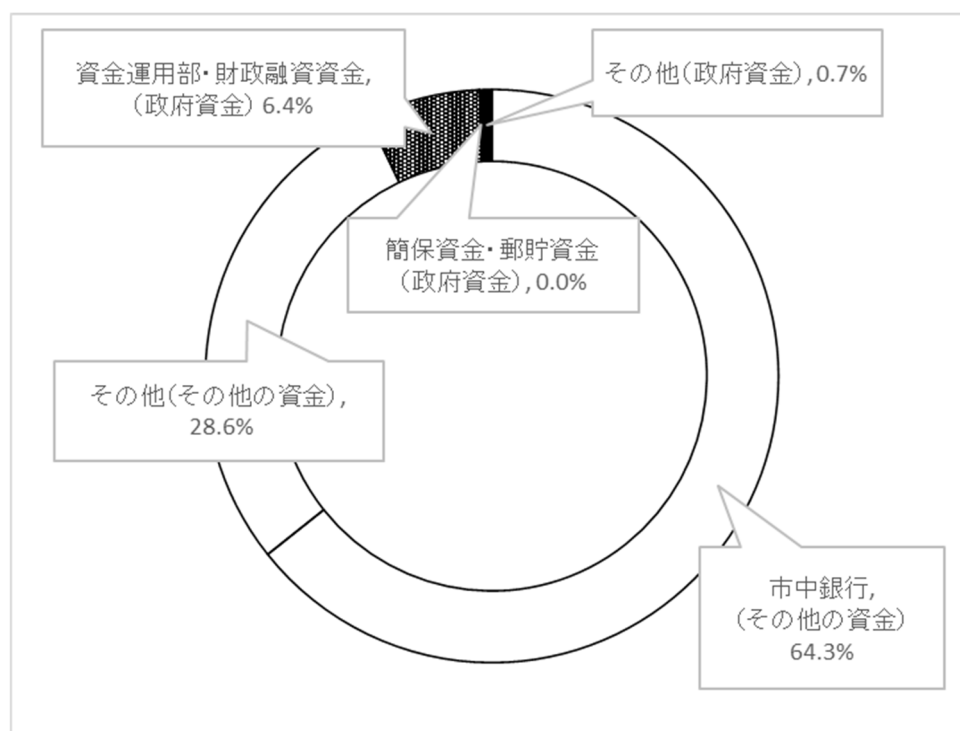 資金運用部・財政融資資金,
(政府資金) 6.4%
その他(政府資金), 0.7%
簡保資金・郵貯資金
(政府資金), 0.0%
その他(その他の資金),
28.6%
市中銀行,
(その他の資金)
64.3%